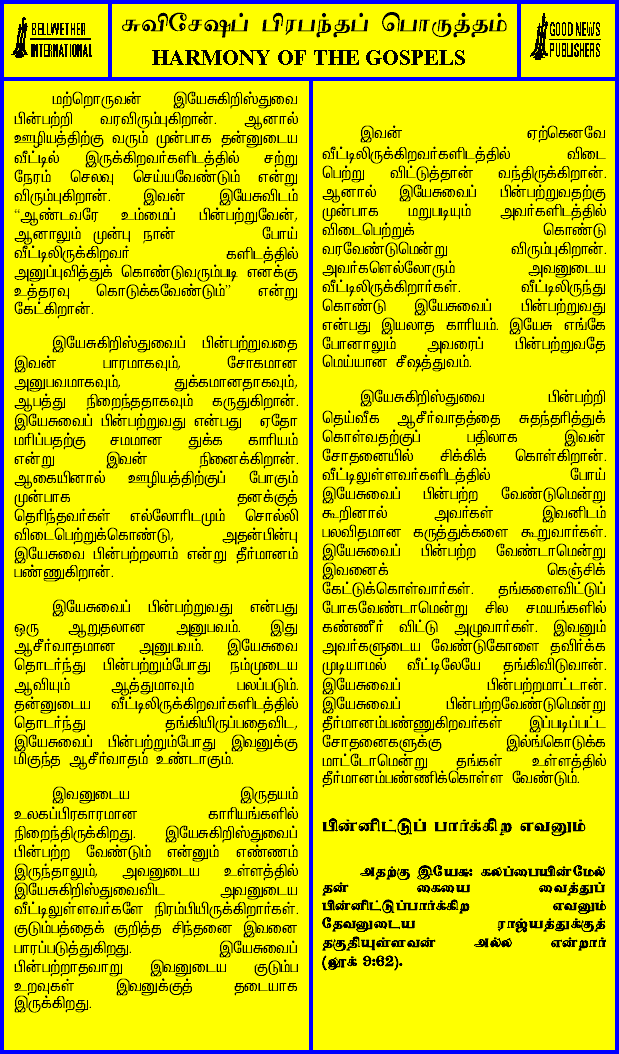 BELLWETHER
INTERNATIONAL
சுவிசேஷப் பிரபந்தப் பொருத்தம்
HARMONY OF THE GOSPELS
GOOD NEWS
PUBLISHERS
மற்றொருவன் இயேசுகிறிஸ்துவை
பின்பற்றி வரவிரும்புகிறான். ஆனால்
ஊழியத்திற்கு வரும் முன்பாக தன்னுடைய
வீட்டில் இருக்கிறவர்களிடத்தில் சற்று
நேரம் செலவு செய்யவேண்டும் என்று
விரும்புகிறான். இவன் இயேசுவிடம்
“ஆண்டவரே உம்மைப் பின்பற்றுவேன்,
ஆனாலும் முன்பு நான் போய்
வீட்டிலிருக்கிறவர் களிடத்தில்
அனுப்புவித்துக் கொண்டுவரும்படி எனக்கு
உத்தரவு கொடுக்கவேண்டும்” என்று
கேட்கிறான்.
இயேசுகிறிஸ்துவைப் பின்பற்றுவதை
இவன் பாரமாகவும், சோகமான
அனுபவமாகவும், துக்கமானதாகவும்,
ஆபத்து நிறைந்ததாகவும் கருதுகிறான்.
இயேசுவைப் பின்பற்றுவது என்பது ஏதோ
மரிப்பதற்கு சமமான துக்க காரியம்
என்று இவன் நினைக்கிறான்.
ஆகையினால் ஊழியத்திற்குப் போகும்
முன்பாக தனக்குத்
தெரிந்தவர்கள் எல்லோரிடமும் சொல்லி
விடைபெற்றுக்கொண்டு, அதன்பின்பு
இயேசுவை பின்பற்றலாம் என்று தீர்மானம்
பண்ணுகிறான்.
இயேசுவைப் பின்பற்றுவது என்பது
ஒரு ஆறுதலான அனுபவம். இது
ஆசீர்வாதமான அனுபவம். இயேசுவை
தொடர்ந்து பின்பற்றும்போது நம்முடைய
ஆவியும் ஆத்துமாவும் பலப்படும்.
தன்னுடைய வீட்டிலிருக்கிறவர்களிடத்தில்
தொடர்ந்து தங்கியிருப்பதைவிட,
இயேசுவைப் பின்பற்றும்போது இவனுக்கு
மிகுந்த ஆசீர்வாதம் உண்டாகும்.
இவனுடைய இருதயம்
உலகப்பிரகாரமான காரியங்களில்
நிறைந்திருக்கிறது. இயேசுகிறிஸ்துவைப்
பின்பற்ற வேண்டும் என்னும் எண்ணம்
இருந்தாலும், அவனுடைய உள்ளத்தில்
இயேசுகிறிஸ்துவைவிட அவனுடைய
வீட்டிலுள்ளவர்களே நிரம்பியிருக்கிறார்கள்.
குடும்பத்தைக் குறித்த சிந்தனை இவனை
பாரப்படுத்துகிறது. இயேசுவைப்
பின்பற்றாதவாறு இவனுடைய குடும்ப
உறவுகள் இவனுக்குத் தடையாக
இருக்கிறது.
இவன் ஏற்கெனவே
வீட்டிலிருக்கிறவர்களிடத்தில் விடை
பெற்று விட்டுத்தான் வந்திருக்கிறான்.
ஆனால் இயேசுவைப் பின்பற்றுவதற்கு
முன்பாக மறுபடியும் அவர்களிடத்தில்
விடைபெற்றுக் கொண்டு
வரவேண்டுமென்று விரும்புகிறான்.
அவர்களெல்லோரும் அவனுடைய
வீட்டிலிருக்கிறார்கள். வீட்டிலிருந்து
கொண்டு இயேசுவைப் பின்பற்றுவது
என்பது இயலாத காரியம். இயேசு எங்கே
போனாலும் அவரைப் பின்பற்றுவதே
மெய்யான சீஷத்துவம்.
இயேசுகிறிஸ்துவை பின்பற்றி
தெய்வீக ஆசீர்வாதத்தை சுதந்தரித்துக்
கொள்வதற்குப் பதிலாக இவன்
சோதனையில் சிக்கிக் கொள்கிறான்.
வீட்டிலுள்ளவர்களிடத்தில் போய்
இயேசுவைப் பின்பற்ற வேண்டுமென்று
கூறினால் அவர்கள் இவனிடம்
பலவிதமான கருத்துக்களை கூறுவார்கள்.
இயேசுவைப் பின்பற்ற வேண்டாமென்று
இவனைக் கெஞ்சிக்
கேட்டுக்கொள்வார்கள். தங்களைவிட்டுப்
போகவேண்டாமென்று சில சமயங்களில்
கண்ணீர் விட்டு அழுவார்கள். இவனும்
அவர்களுடைய வேண்டுகோளை தவிர்க்க
முடியாமல் வீட்டிலேயே தங்கிவிடுவான்.
இயேசுவைப் பின்பற்றமாட்டான்.
இயேசுவைப் பின்பற்றவேண்டுமென்று
தீர்மானம்பண்ணுகிறவர்கள் இப்படிப்பட்ட
சோதனைகளுக்கு இல்ங்கொடுக்க
மாட்டோமென்று தங்கள் உள்ளத்தில்
தீர்மானம்பண்ணிக்கொள்ள வேண்டும்.
பின்னிட்டுப் பார்க்கிற எவனும்
அதற்கு இயேசு: கலப்பையின்மேல்
தன் கையை வைத்துப்
பின்னிட்டுப்பார்க்கிற எவனும்
தேவனுடைய ராஜ்யத்துக்குத்
தகுதியுள்ளவன் அல்ல என்றார்
(லூக் 9:62).